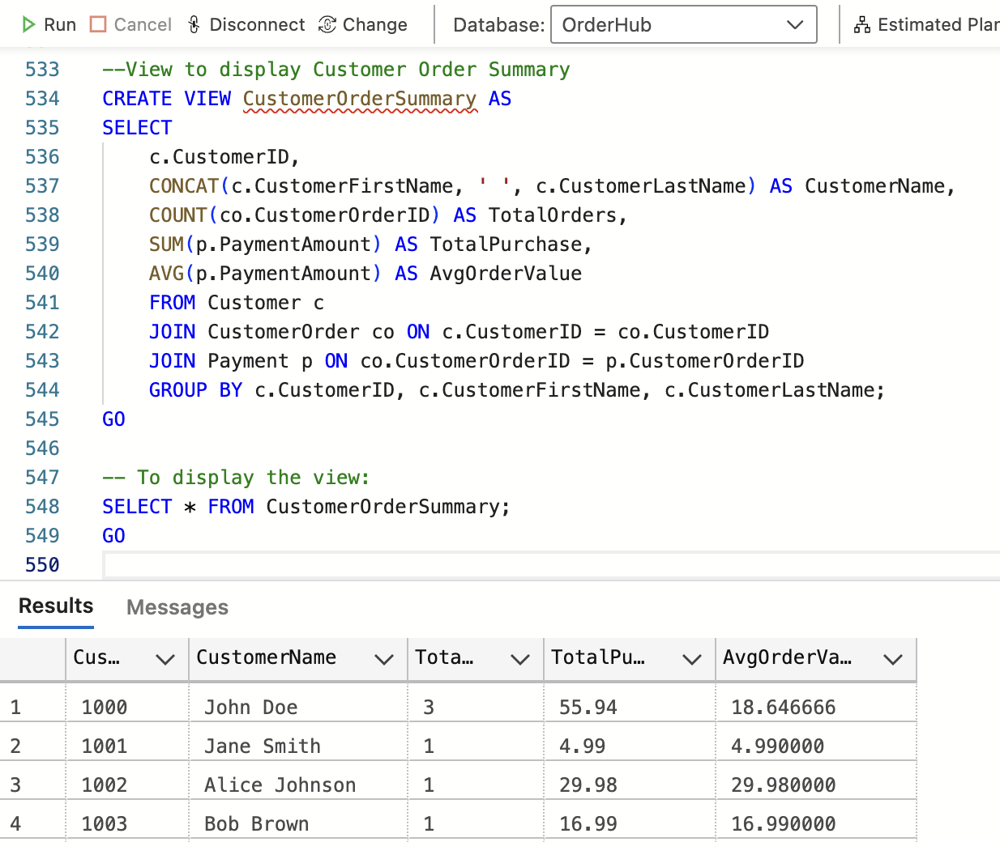 Run Cancel Disconnect Change Database: OrderHub Estimated Plan
533 --View to display Customer Order Summary
534 CREATE VIEW CustomerOrderSummary AS
535 SELECT
536 c.CustomerID,
537 CONCAT(c.CustomerFirstName, ' ', c.CustomerLastName) AS CustomerName,
538 COUNT(co.CustomerOrderID) AS TotalOrders,
539 SUM(p.PaymentAmount) AS TotalPurchase,
540 AVG(p.PaymentAmount) AS AvgOrderValue
541 FROM Customer c
542 JOIN CustomerOrder co ON c.CustomerID = co.CustomerID
543 JOIN Payment p ON co.CustomerOrderID = p.CustomerOrderID
544 GROUP BY c.CustomerID, c.CustomerFirstName, c.CustomerLastName;
545 GO
546
547 -- To display the view:
548 SELECT * FROM CustomerOrderSummary;
549 GO
550
Results Messages
Cus… CustomerName Tota… TotalPu… AvgOrderVa…
1 1000 John Doe 3 55.94 18.646666
2 1001 Jane Smith 1 4.99 4.990000
3 1002 Alice Johnson 1 29.98 29.980000
4 1003 Bob Brown 1 16.99 16.990000